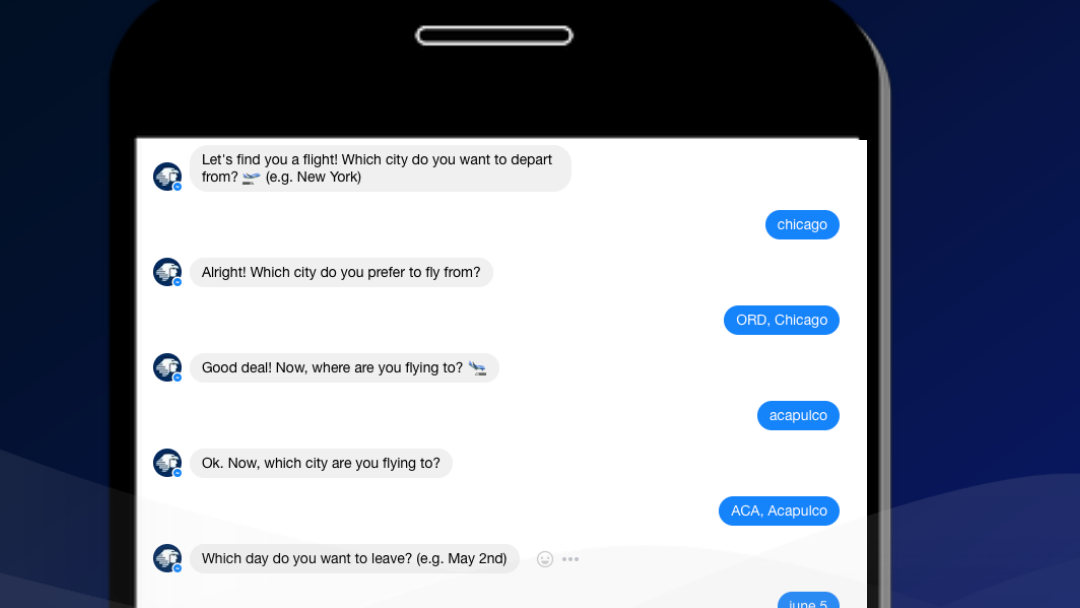 Let's find you a flight! Which city do you want to depart
from? 🛫 (e.g. New York)
chicago
Alright! Which city do you prefer to fly from?
ORD, Chicago
Good deal! Now, where are you flying to? 🛬
acapulco
Ok. Now, which city are you flying to?
ACA, Acapulco
Which day do you want to leave? (e.g. May 2nd)
june 5